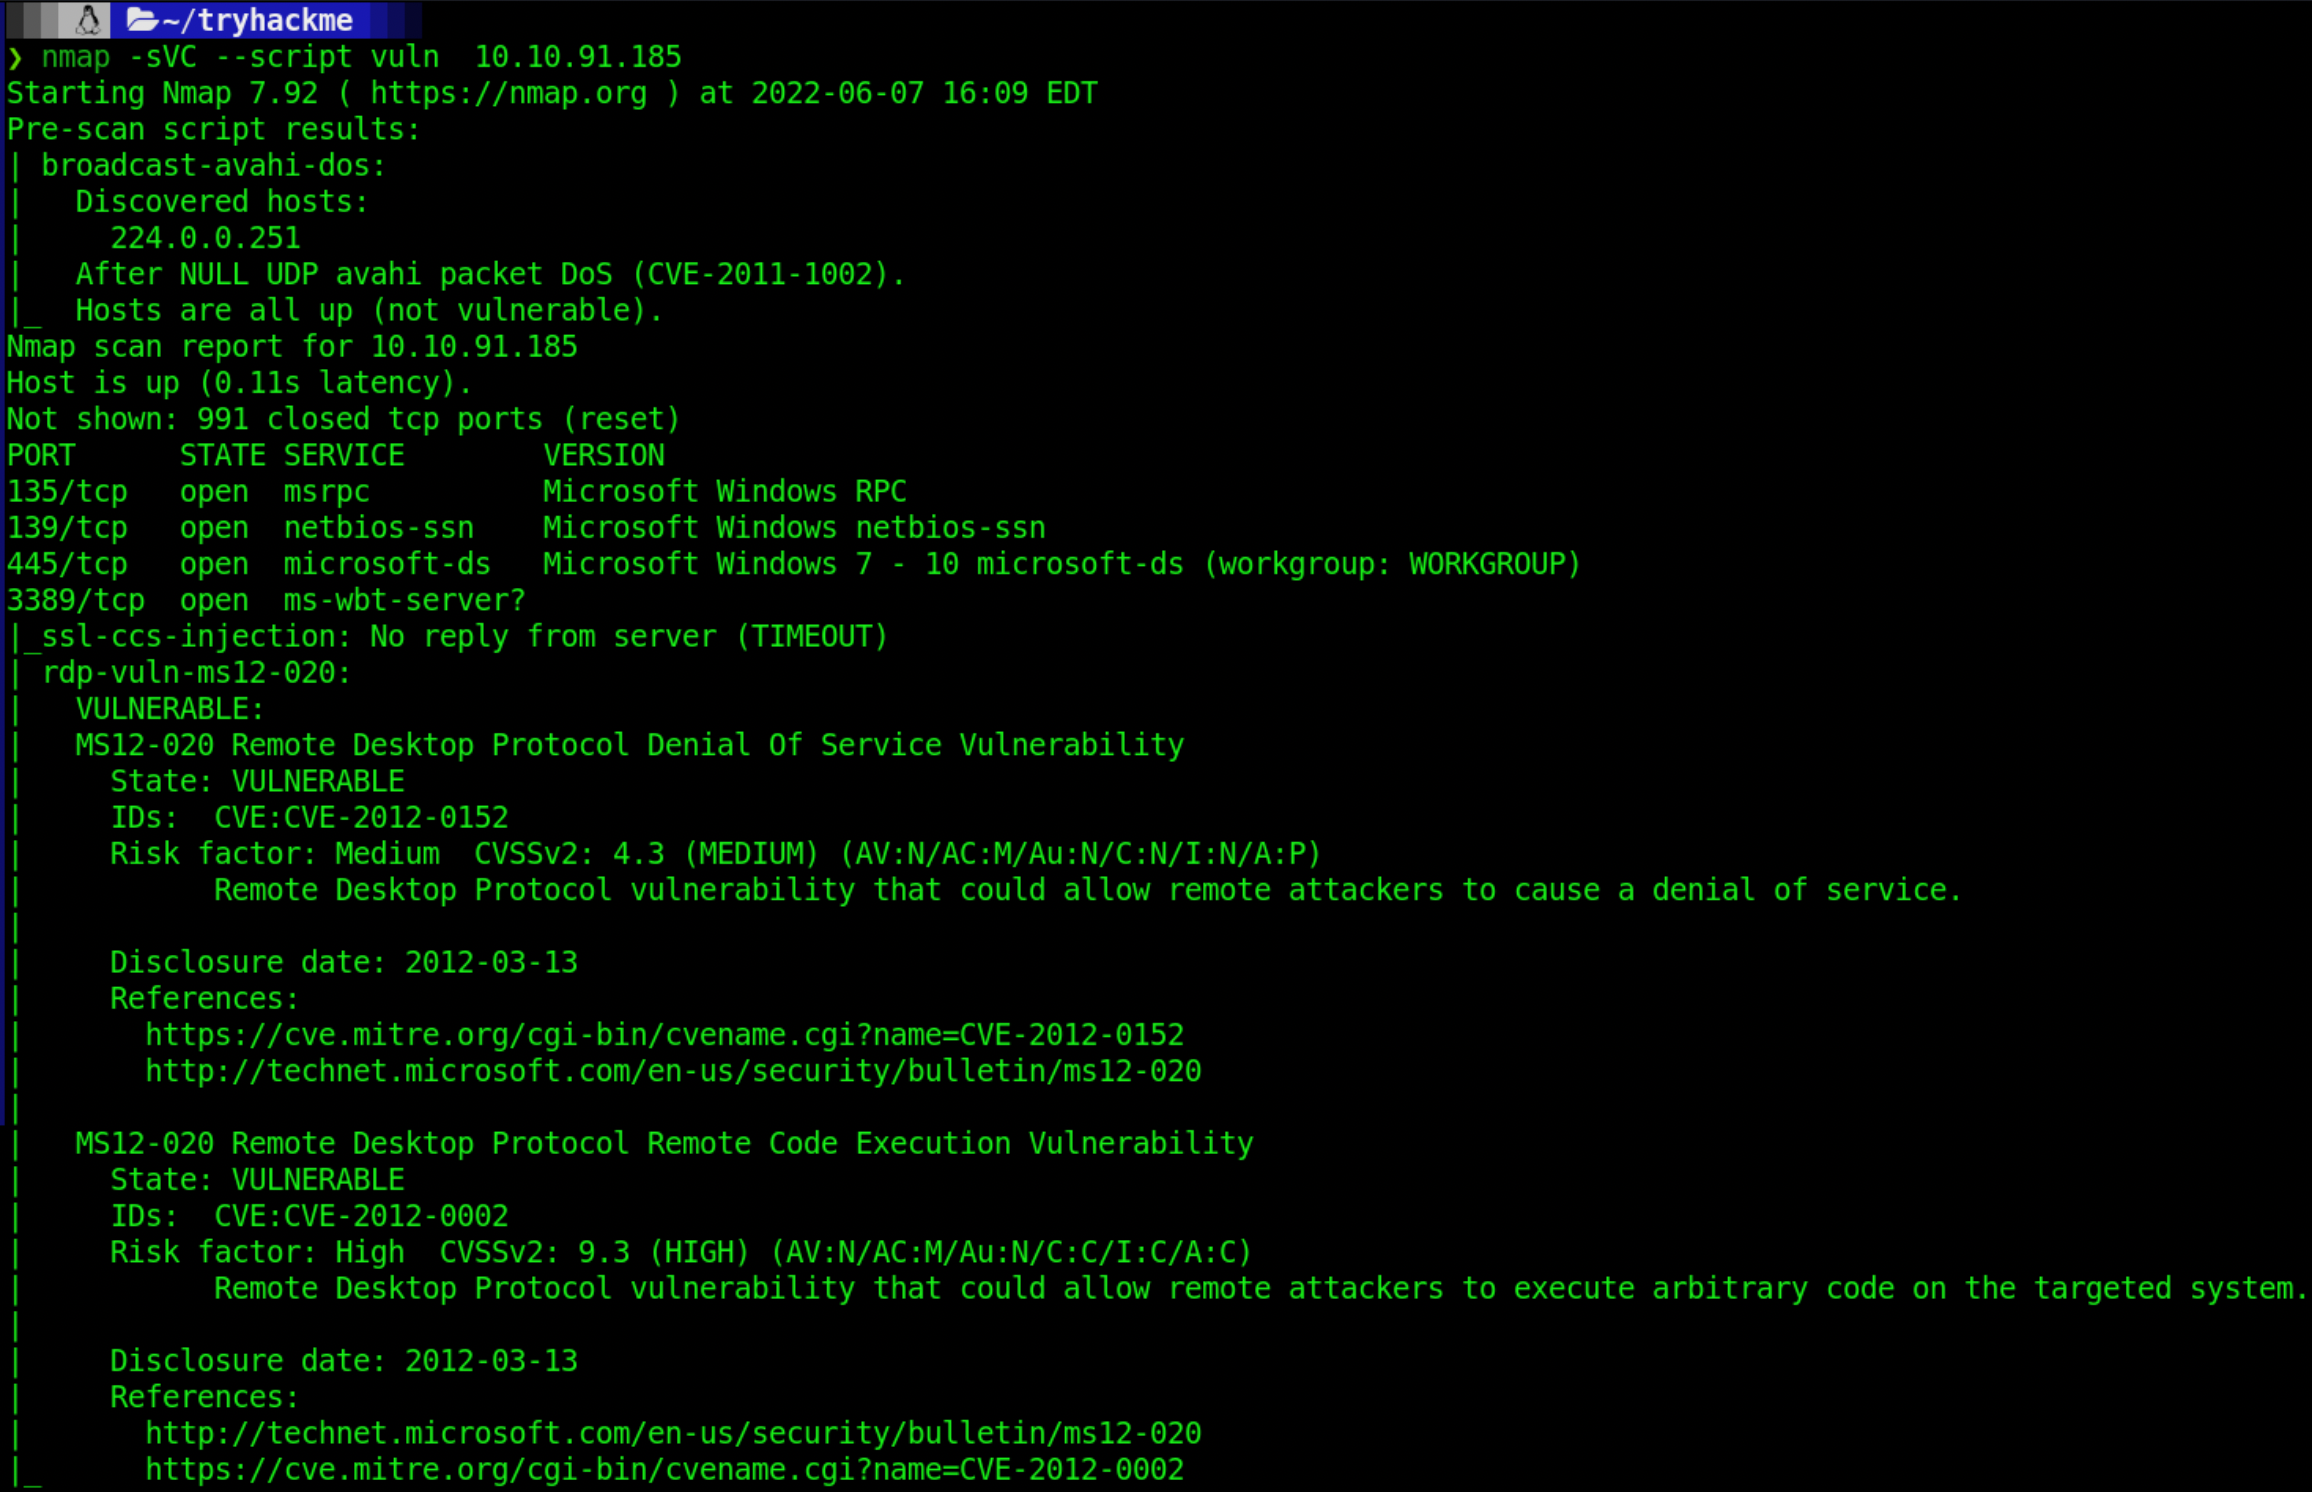 ~/tryhackme
❯ nmap -sVC --script vuln  10.10.91.185
Starting Nmap 7.92 ( https://nmap.org ) at 2022-06-07 16:09 EDT
Pre-scan script results:
| broadcast-avahi-dos:
|   Discovered hosts:
|     224.0.0.251
|   After NULL UDP avahi packet DoS (CVE-2011-1002).
|_  Hosts are all up (not vulnerable).
Nmap scan report for 10.10.91.185
Host is up (0.11s latency).
Not shown: 991 closed tcp ports (reset)
PORT      STATE SERVICE        VERSION
135/tcp   open  msrpc          Microsoft Windows RPC
139/tcp   open  netbios-ssn    Microsoft Windows netbios-ssn
445/tcp   open  microsoft-ds   Microsoft Windows 7 - 10 microsoft-ds (workgroup: WORKGROUP)
3389/tcp  open  ms-wbt-server?
|_ssl-ccs-injection: No reply from server (TIMEOUT)
| rdp-vuln-ms12-020:
|   VULNERABLE:
|   MS12-020 Remote Desktop Protocol Denial Of Service Vulnerability
|     State: VULNERABLE
|     IDs:  CVE:CVE-2012-0152
|     Risk factor: Medium  CVSSv2: 4.3 (MEDIUM) (AV:N/AC:M/Au:N/C:N/I:N/A:P)
|           Remote Desktop Protocol vulnerability that could allow remote attackers to cause a denial of service.
|
|     Disclosure date: 2012-03-13
|     References:
|       https://cve.mitre.org/cgi-bin/cvename.cgi?name=CVE-2012-0152
|       http://technet.microsoft.com/en-us/security/bulletin/ms12-020
|
|   MS12-020 Remote Desktop Protocol Remote Code Execution Vulnerability
|     State: VULNERABLE
|     IDs:  CVE:CVE-2012-0002
|     Risk factor: High  CVSSv2: 9.3 (HIGH) (AV:N/AC:M/Au:N/C:C/I:C/A:C)
|           Remote Desktop Protocol vulnerability that could allow remote attackers to execute arbitrary code on the targeted system.
|
|     Disclosure date: 2012-03-13
|     References:
|       http://technet.microsoft.com/en-us/security/bulletin/ms12-020
|_      https://cve.mitre.org/cgi-bin/cvename.cgi?name=CVE-2012-0002